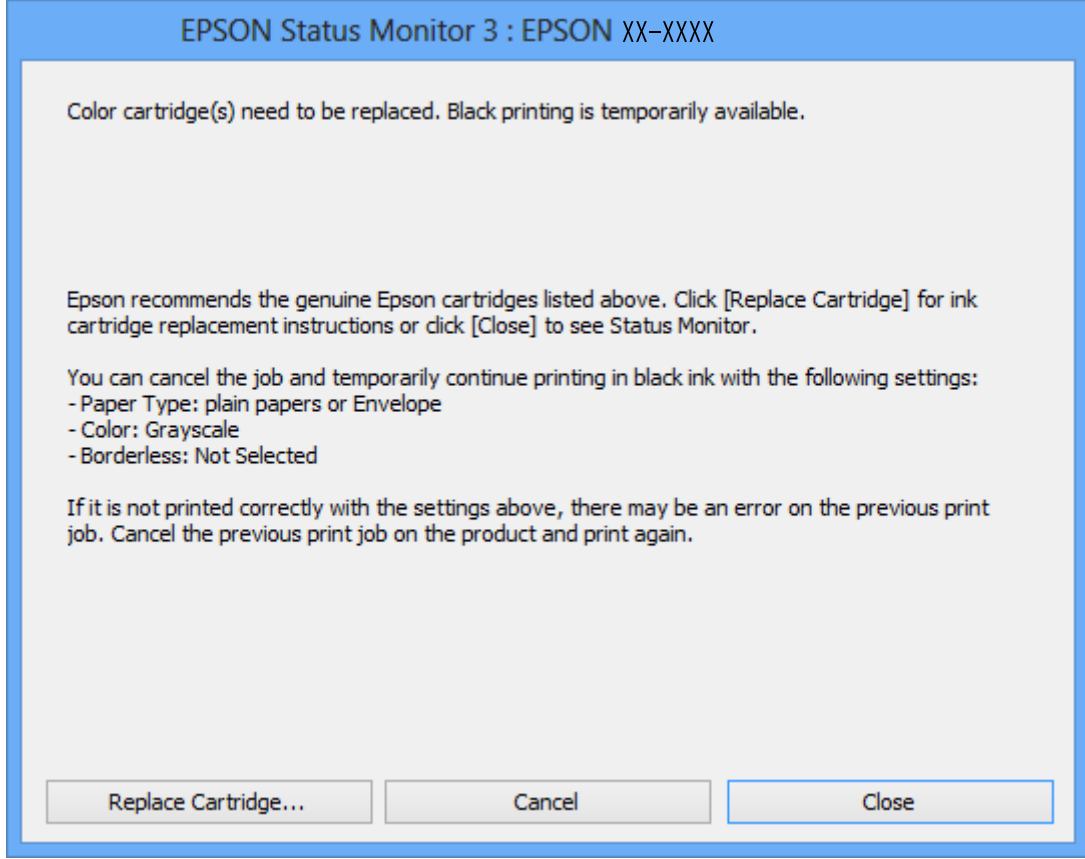 EPSON Status Monitor 3 : EPSON XX-XXXX
Color cartridge(s) need to be replaced. Black printing is temporarily available.
Epson recommends the genuine Epson cartridges listed above. Click [Replace Cartridge] for ink
cartridge replacement instructions or click [Close] to see Status Monitor.
You can cancel the job and temporarily continue printing in black ink with the following settings:
- Paper Type: plain papers or Envelope
- Color: Grayscale
- Borderless: Not Selected
If it is not printed correctly with the settings above, there may be an error on the previous print
job. Cancel the previous print job on the product and print again.
Replace Cartridge... Cancel Close